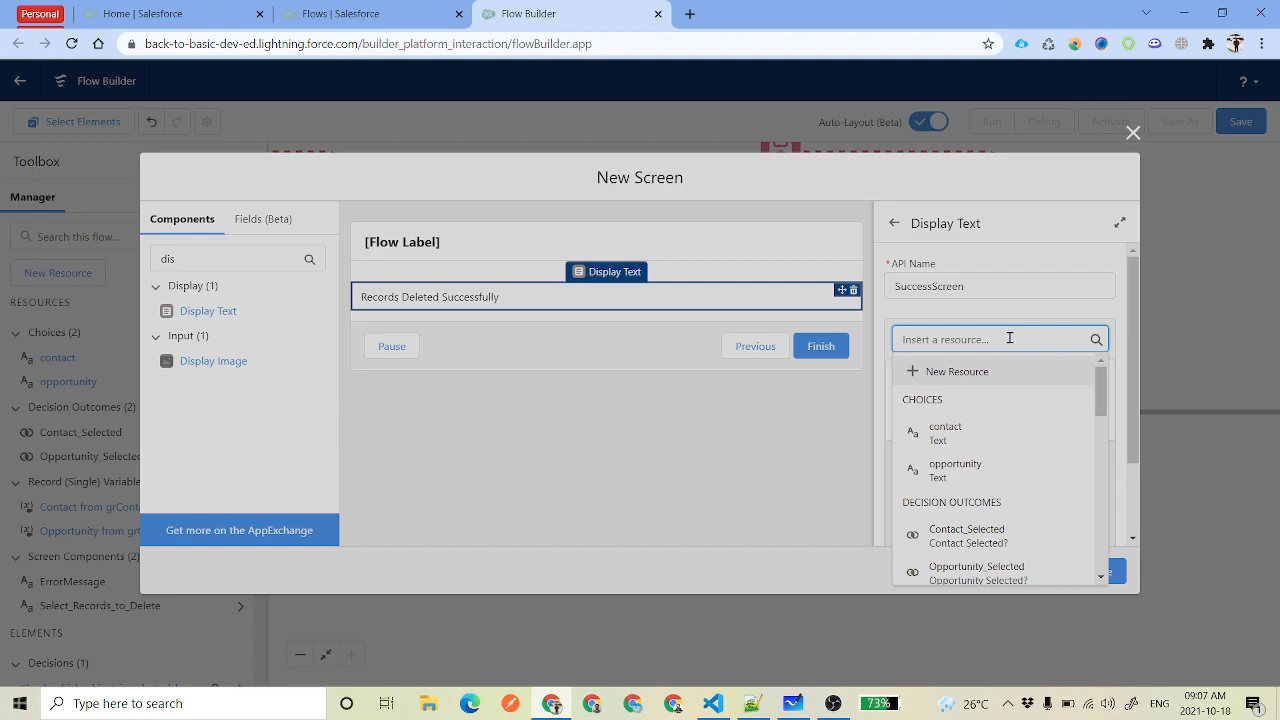 Personal
Home | Salesforce
Flows | Salesforce
Flow Builder
back-to-basic-dev-ed.lightning.force.com/builder_platform_interaction/flowBuilder.app
Flow Builder
?
Select Elements
Auto-Layout (Beta)
Run
Debug
Activate
Save As
Save
Toolbox
Manager
Search this flow...
New Resource
RESOURCES
Choices (2)
contact
opportunity
Decision Outcomes (2)
Contact_Selected
Opportunity_Selected
Record (Single) Variable
Contact from grCont
Opportunity from grC
Screen Components (2)
ErrorMessage
Select_Records_to_Delete
ELEMENTS
Decisions (1)
New Screen
Components
Fields (Beta)
dis
Display (1)
Display Text
Input (1)
Display Image
Get more on the AppExchange
[Flow Label]
Display Text
Records Deleted Successfully
Pause
Previous
Finish
Display Text
* API Name
SuccessScreen
Insert a resource...
New Resource
CHOICES
contact
Text
opportunity
Text
DECISION OUTCOMES
Contact_Selected
Contact Selected?
Opportunity_Selected
Opportunity Selected?
Type here to search
73%
26°C
ENG
09:07 AM
2021-10-18
1